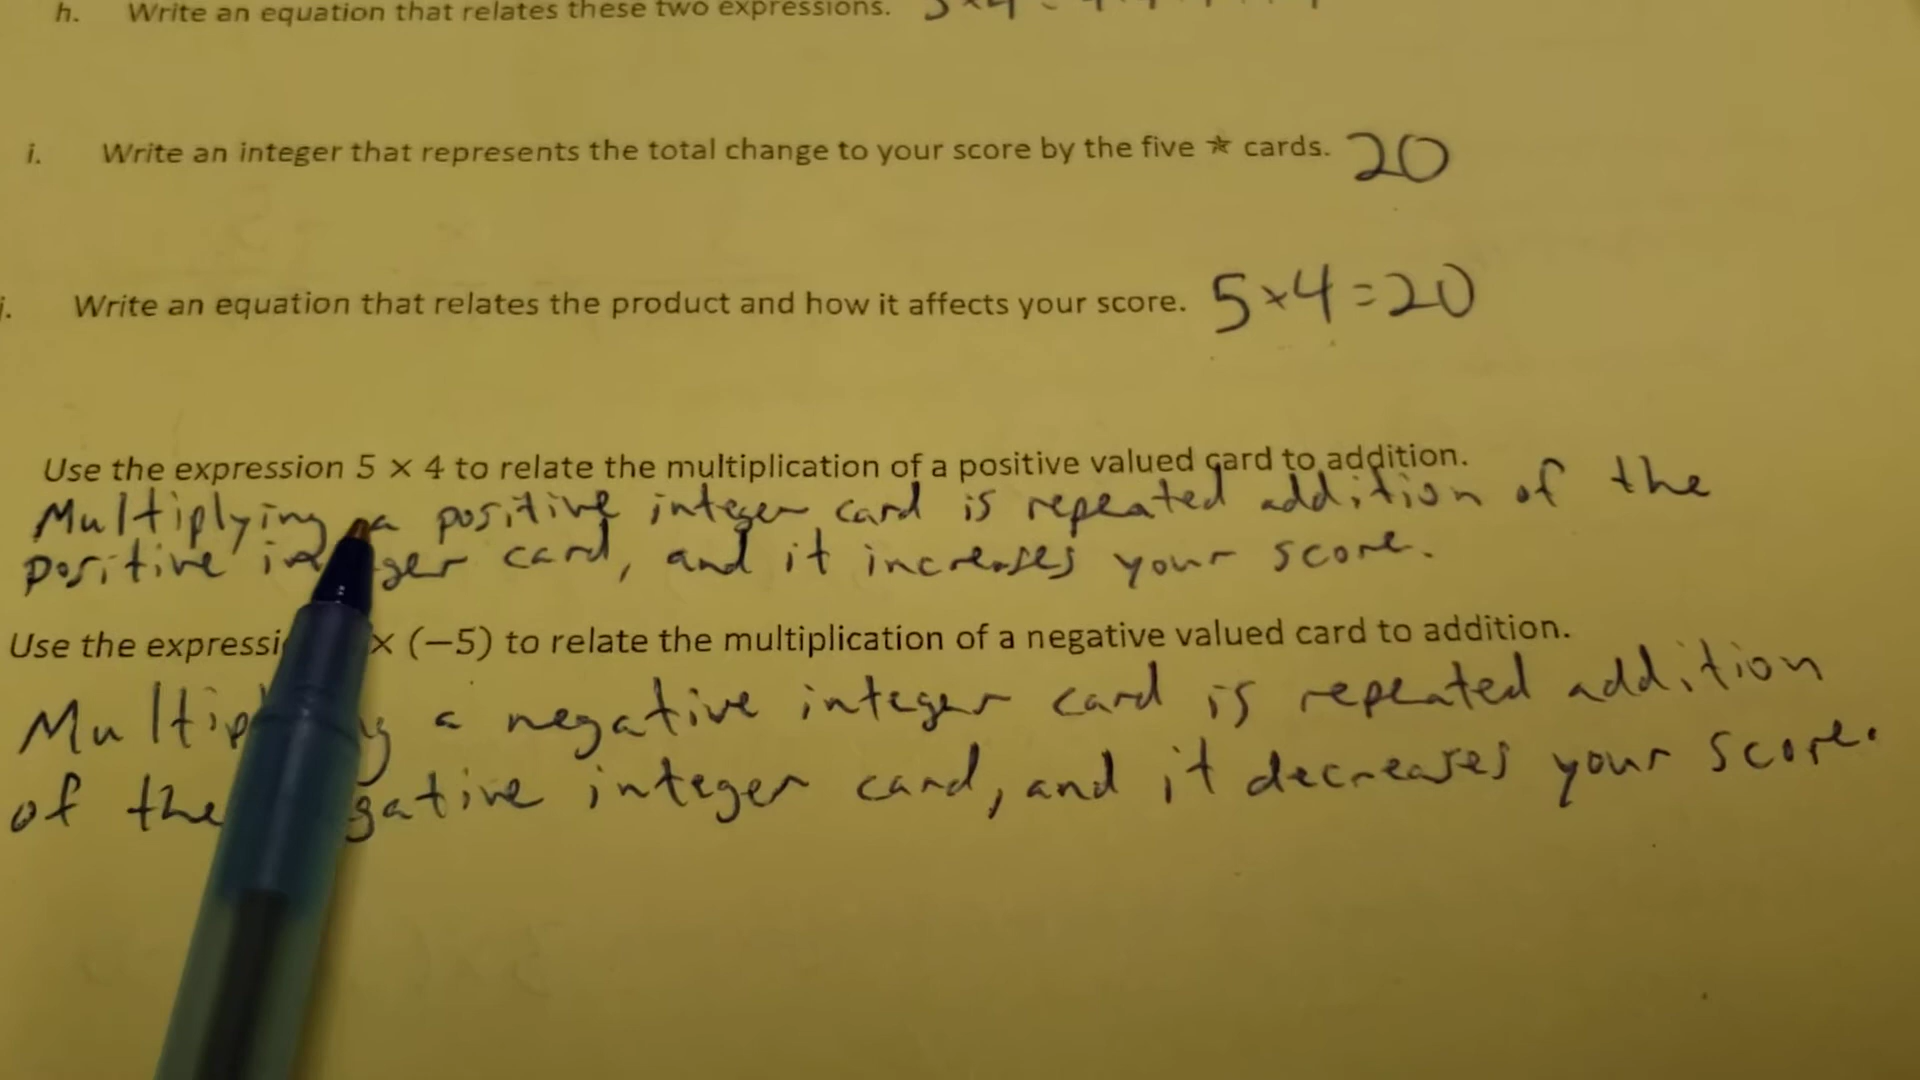 h. Write an equation that relates these two expressions.
i. Write an integer that represents the total change to your score by the five ★ cards. 20
j. Write an equation that relates the product and how it affects your score. 5×4=20
Use the expression 5 × 4 to relate the multiplication of a positive valued card to addition.
Multiplying a positive integer card is repeated addition of the
positive card, and it increases your score.
Use the × (−5) to relate the multiplication of a negative valued card to addition.
a negative integer card is repeated addition
of the integer card, and it decreases your score.